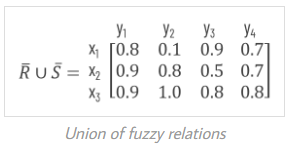 y₁ y₂ y₃ y₄
x₁ [0.8 0.1 0.9 0.7]
R̄ ∪ S̄ = x₂ [0.9 0.8 0.5 0.7]
x₃ [0.9 1.0 0.8 0.8]
Union of fuzzy relations